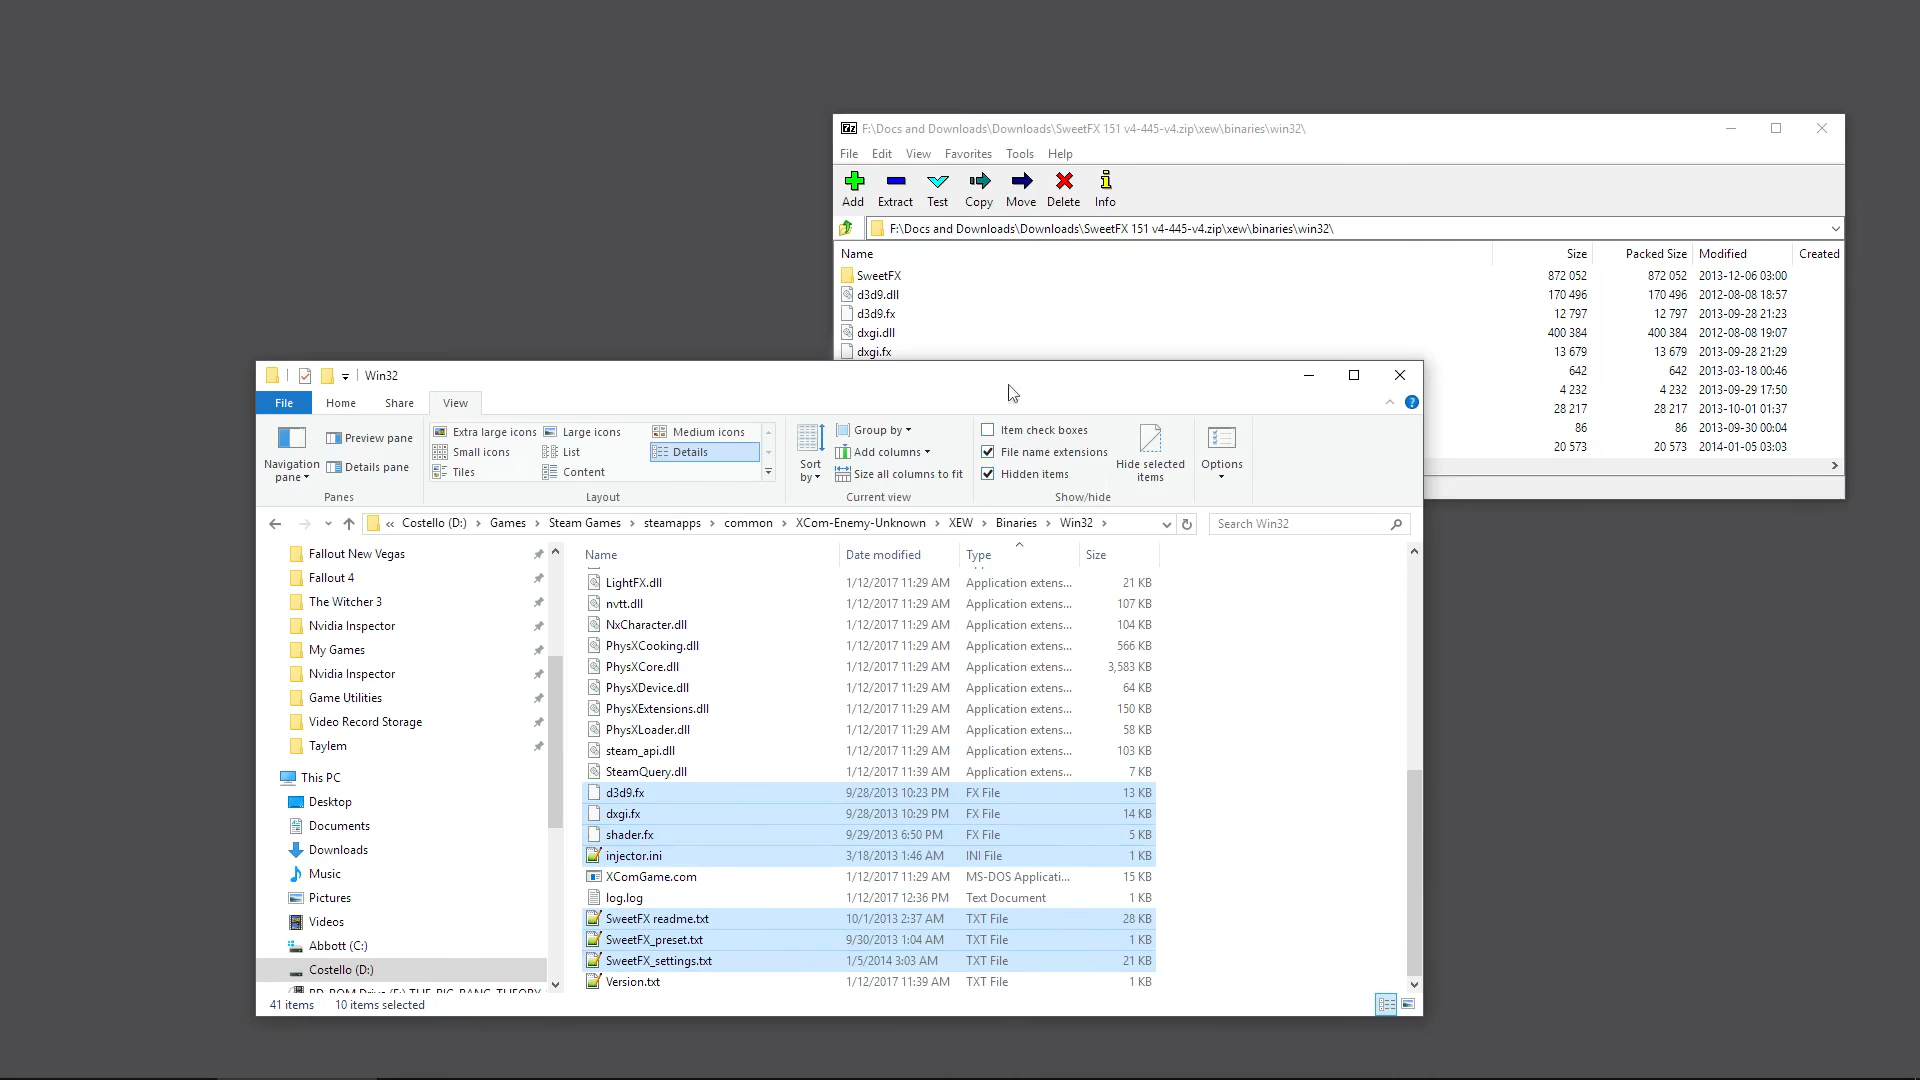 F:\Docs and Downloads\Downloads\SweetFX 151 v4-445-v4.zip\xew\binaries\win32\
File Edit View Favorites Tools Help
Add Extract Test Copy Move Delete Info
F:\Docs and Downloads\Downloads\SweetFX 151 v4-445-v4.zip\xew\binaries\win32\
Name Size Packed Size Modified Created
SweetFX 872 052 872 052 2013-12-06 03:00
d3d9.dll 170 496 170 496 2012-08-08 18:57
d3d9.fx 12 797 12 797 2013-09-28 21:23
dxgi.dll 400 384 400 384 2012-08-08 19:07
dxgi.fx 13 679 13 679 2013-09-28 21:29
642 642 2013-03-18 00:46
4 232 4 232 2013-09-29 17:50
28 217 28 217 2013-10-01 01:37
86 86 2013-09-30 00:04
20 573 20 573 2014-01-05 03:03
Win32
File Home Share View
Navigation pane
Preview pane
Details pane
Panes
Extra large icons Large icons Medium icons
Small icons List Details
Tiles Content
Layout
Sort by
Group by
Add columns
Size all columns to fit
Current view
Item check boxes
File name extensions
Hidden items
Hide selected items
Show/hide
Options
« Costello (D:) Games Steam Games steamapps common XCom-Enemy-Unknown XEW Binaries Win32
Search Win32
Fallout New Vegas
Fallout 4
The Witcher 3
Nvidia Inspector
My Games
Nvidia Inspector
Game Utilities
Video Record Storage
Taylem
This PC
Desktop
Documents
Downloads
Music
Pictures
Videos
Abbott (C:)
Costello (D:)
BD-ROM Drive (E:) THE_BIG_BANG_THEORY
Name Date modified Type Size
LightFX.dll 1/12/2017 11:29 AM Application extens... 21 KB
nvtt.dll 1/12/2017 11:29 AM Application extens... 107 KB
NxCharacter.dll 1/12/2017 11:29 AM Application extens... 104 KB
PhysXCooking.dll 1/12/2017 11:29 AM Application extens... 566 KB
PhysXCore.dll 1/12/2017 11:29 AM Application extens... 3,583 KB
PhysXDevice.dll 1/12/2017 11:29 AM Application extens... 64 KB
PhysXExtensions.dll 1/12/2017 11:29 AM Application extens... 150 KB
PhysXLoader.dll 1/12/2017 11:29 AM Application extens... 58 KB
steam_api.dll 1/12/2017 11:29 AM Application extens... 103 KB
SteamQuery.dll 1/12/2017 11:39 AM Application extens... 7 KB
d3d9.fx 9/28/2013 10:23 PM FX File 13 KB
dxgi.fx 9/28/2013 10:29 PM FX File 14 KB
shader.fx 9/29/2013 6:50 PM FX File 5 KB
injector.ini 3/18/2013 1:46 AM INI File 1 KB
XComGame.com 1/12/2017 11:29 AM MS-DOS Applicati... 15 KB
log.log 1/12/2017 12:36 PM Text Document 1 KB
SweetFX readme.txt 10/1/2013 2:37 AM TXT File 28 KB
SweetFX_preset.txt 9/30/2013 1:04 AM TXT File 1 KB
SweetFX_settings.txt 1/5/2014 3:03 AM TXT File 21 KB
Version.txt 1/12/2017 11:39 AM TXT File 1 KB
41 items 10 items selected